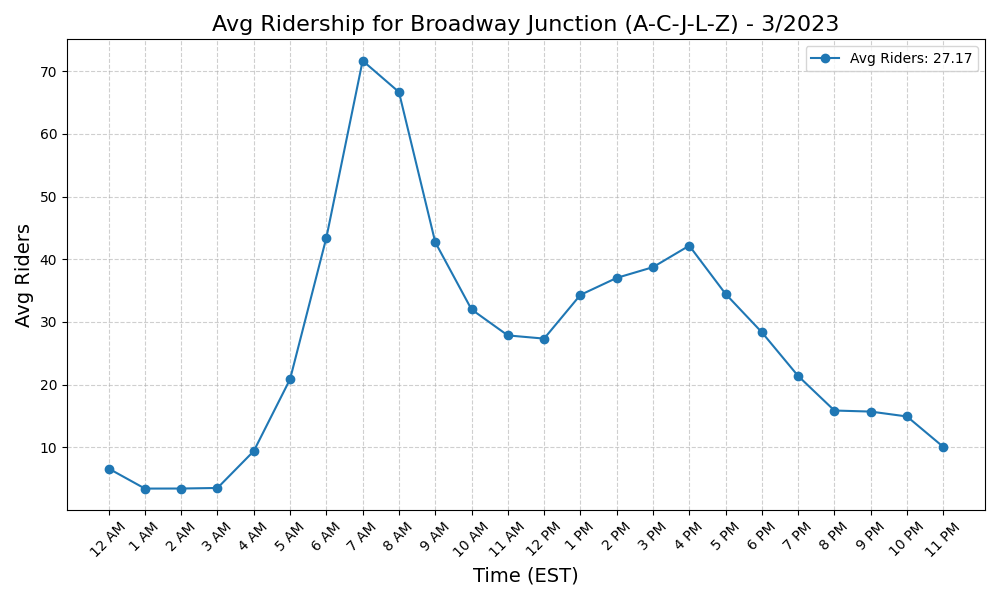 Avg Ridership for Broadway Junction (A-C-J-L-Z) - 3/2023
Avg Riders: 27.17
Avg Riders
70
60
50
40
30
20
10
12 AM
1 AM
2 AM
3 AM
4 AM
5 AM
6 AM
7 AM
8 AM
9 AM
10 AM
11 AM
12 PM
1 PM
2 PM
3 PM
4 PM
5 PM
6 PM
7 PM
8 PM
9 PM
10 PM
11 PM
Time (EST)